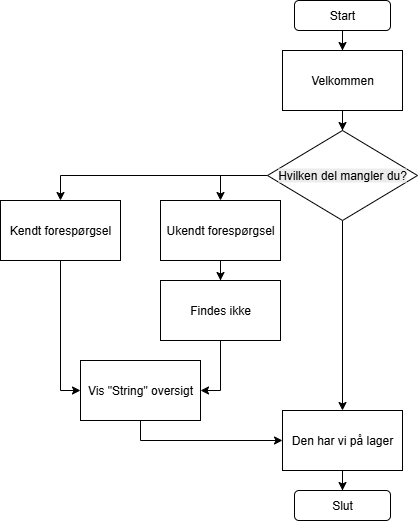 Start
Velkommen
Hvilken del mangler du?
Kendt forespørgsel
Ukendt forespørgsel
Findes ikke
Vis "String" oversigt
Den har vi på lager
Slut